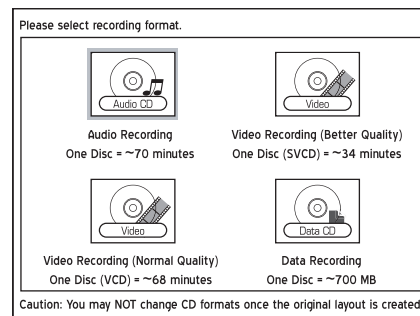 Please select recording format.
Audio CD
Video
Audio Recording
Video Recording (Better Quality)
One Disc = ~70 minutes
One Disc (SVCD) = ~34 minutes
Video
Data CD
Video Recording (Normal Quality)
Data Recording
One Disc (VCD) = ~68 minutes
One Disc = ~700 MB
Caution: You may NOT change CD formats once the original layout is created